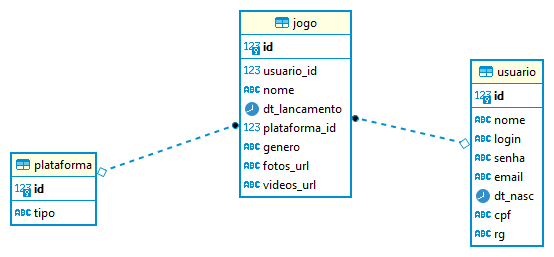 jogo
123 id
123 usuario_id
ABC nome
dt_lancamento
123 plataforma_id
ABC genero
ABC fotos_url
ABC videos_url
usuario
123 id
ABC nome
ABC login
ABC senha
ABC email
dt_nasc
ABC cpf
ABC rg
plataforma
123 id
ABC tipo